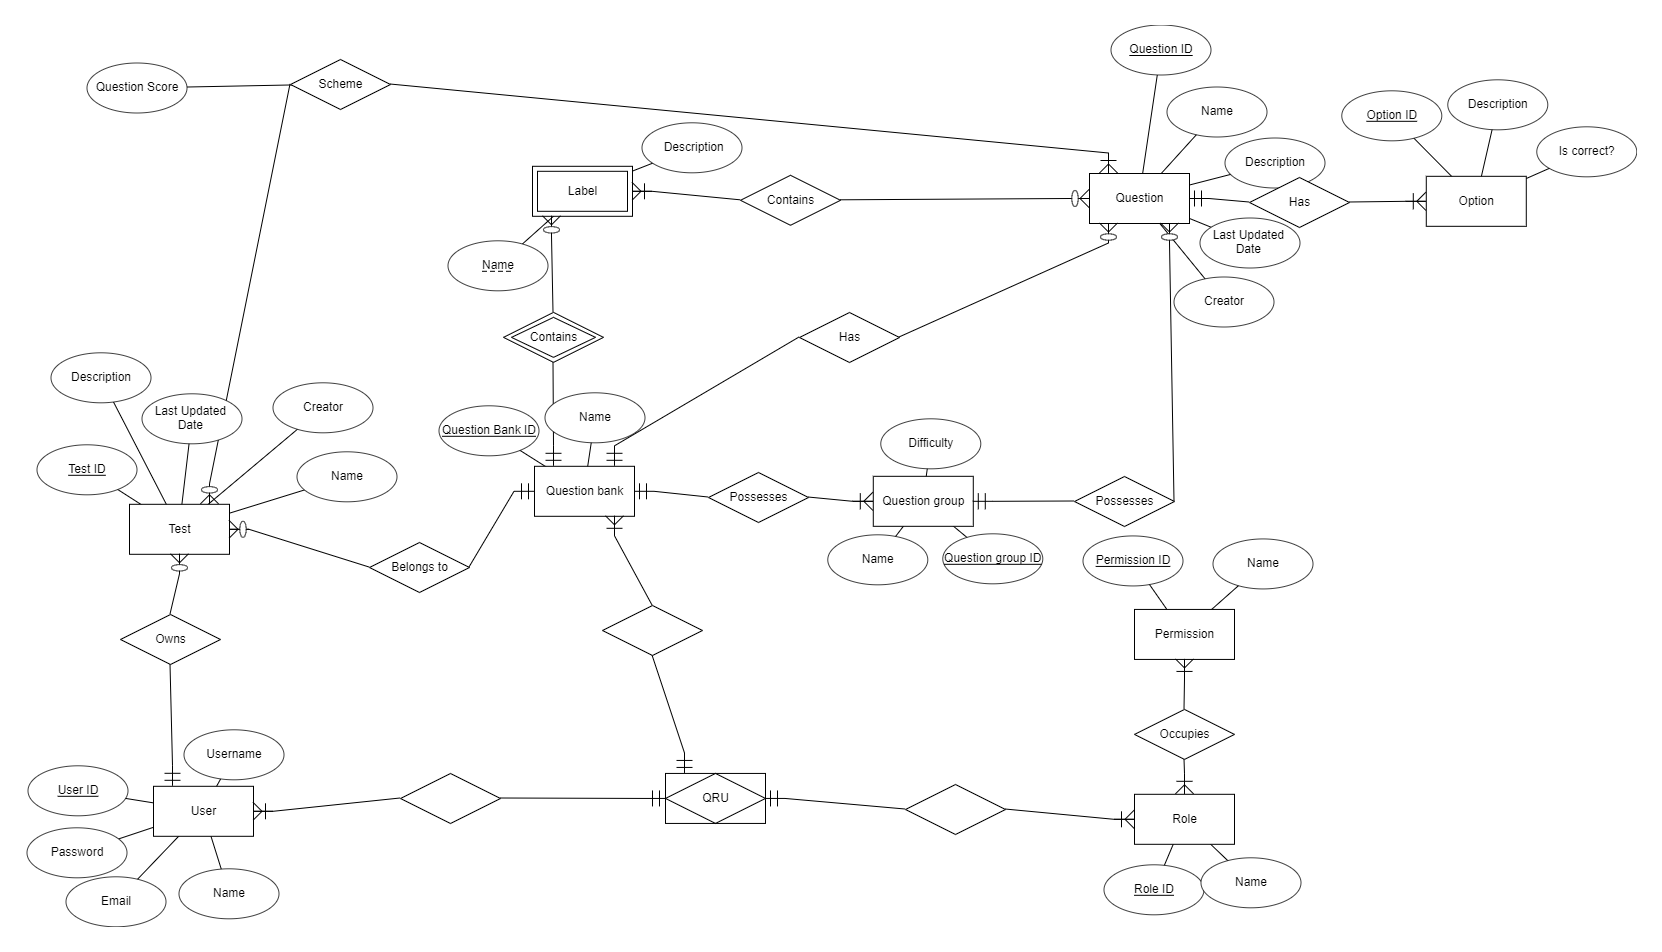 Question ID
Question Score
Scheme
Name
Option ID
Description
Description
Description
Is correct?
Label
Contains
Question
Has
Option
Last Updated
Date
Name
Creator
Contains
Has
Description
Last Updated
Date
Creator
Question Bank ID
Name
Difficulty
Test ID
Name
Question bank
Possesses
Question group
Possesses
Test
Belongs to
Name
Question group ID
Permission ID
Name
Owns
Permission
Username
Occupies
User ID
User
QRU
Role
Password
Email
Name
Role ID
Name